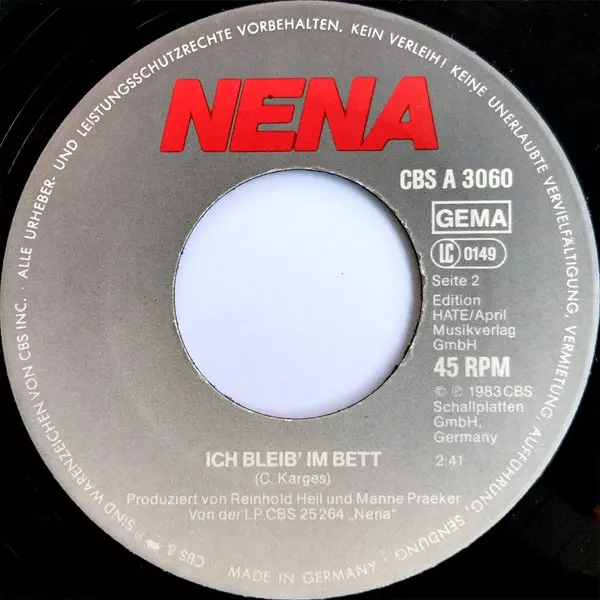 · ALLE URHEBER- UND LEISTUNGSSCHUTZRECHTE VORBEHALTEN. KEIN VERLEIH! KEINE UNERLAUBTE VERVIELFÄLTIGUNG, VERMIETUNG, AUFFÜHRUNG, SENDUNG
NENA
CBS A 3060
GEMA
LC 0149
Seite 2
Edition
HATE/April
Musikverlag
GmbH
45 RPM
© ℗ 1983 CBS
Schallplatten
GmbH,
Germany
2:41
ICH BLEIB' IM BETT
(C. Karges)
Produziert von Reinhold Heil und Manne Praeker
Von der LP CBS 25 264 „Nena"
CBS & SIND WARENZEICHEN VON CBS INC.
MADE IN GERMANY